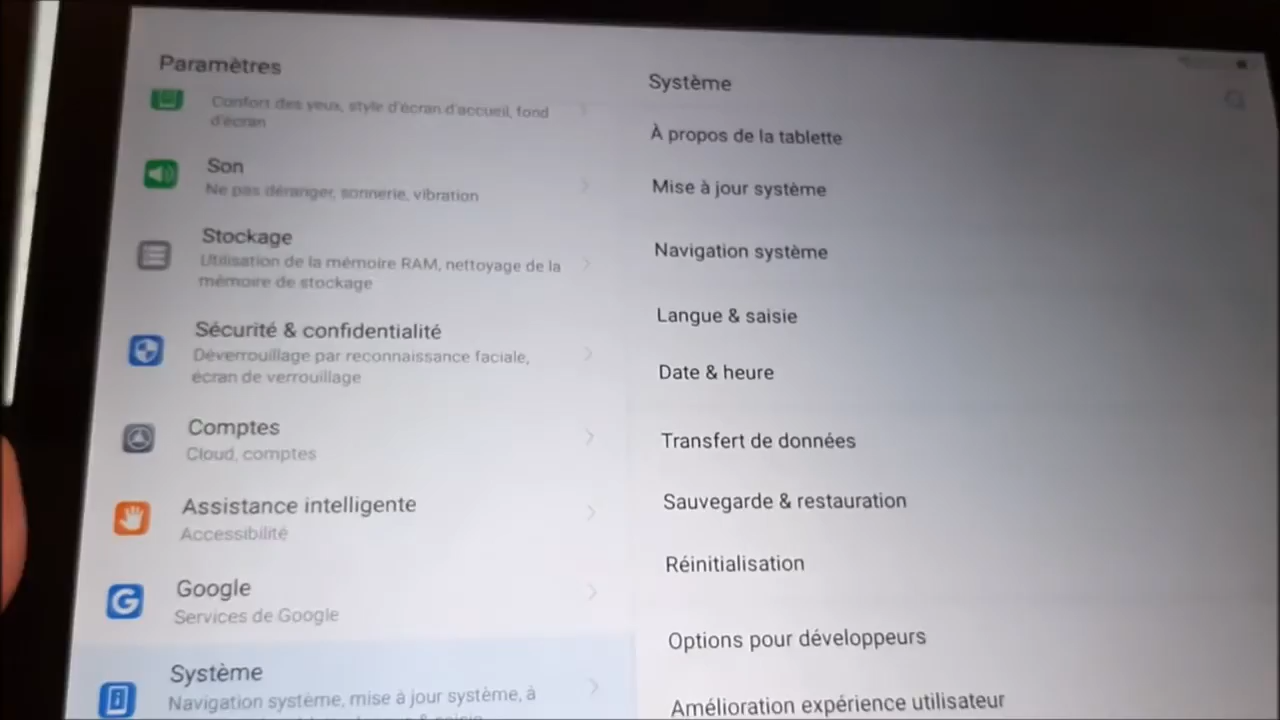 Paramètres
Confort des yeux, style d'écran d'accueil, fond
d'écran
Son
Ne pas déranger, sonnerie, vibration
Stockage
Utilisation de la mémoire RAM, nettoyage de la
mémoire de stockage
Sécurité & confidentialité
Déverrouillage par reconnaissance faciale,
écran de verrouillage
Comptes
Cloud, comptes
Assistance intelligente
Accessibilité
Google
Services de Google
Système
Navigation système, mise à jour système, à
Système
À propos de la tablette
Mise à jour système
Navigation système
Langue & saisie
Date & heure
Transfert de données
Sauvegarde & restauration
Réinitialisation
Options pour développeurs
Amélioration expérience utilisateur